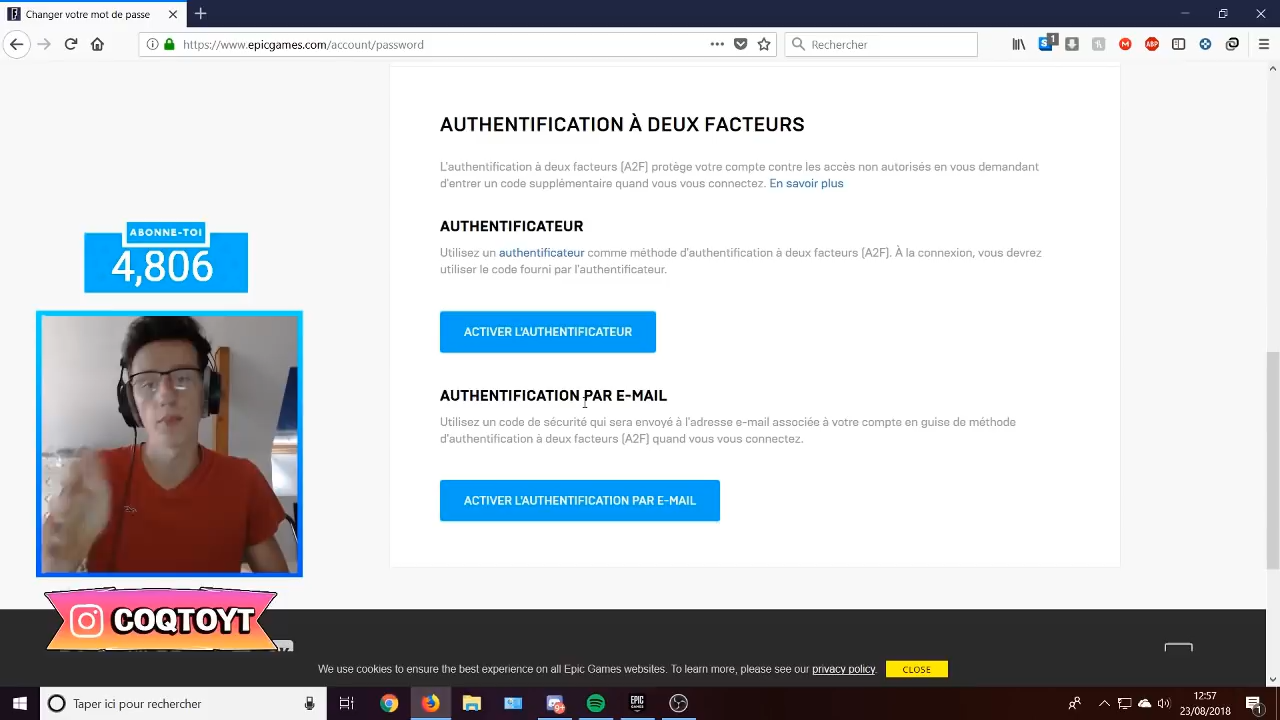 Changer votre mot de passe
https://www.epicgames.com/account/password
Rechercher
1
ABP
AUTHENTIFICATION À DEUX FACTEURS
L'authentification à deux facteurs (A2F) protège votre compte contre les accès non autorisés en vous demandant
d'entrer un code supplémentaire quand vous vous connectez. En savoir plus
AUTHENTIFICATEUR
Utilisez un authentificateur comme méthode d'authentification à deux facteurs (A2F). À la connexion, vous devrez
utiliser le code fourni par l'authentificateur.
ACTIVER L'AUTHENTIFICATEUR
AUTHENTIFICATION PAR E-MAIL
Utilisez un code de sécurité qui sera envoyé à l'adresse e-mail associée à votre compte en guise de méthode
d'authentification à deux facteurs (A2F) quand vous vous connectez.
ACTIVER L'AUTHENTIFICATION PAR E-MAIL
ABONNE-TOI
4,806
COQTOYT
We use cookies to ensure the best experience on all Epic Games websites. To learn more, please see our privacy policy.
CLOSE
Taper ici pour rechercher
EPIC
GAMES
12:57
23/08/2018
1